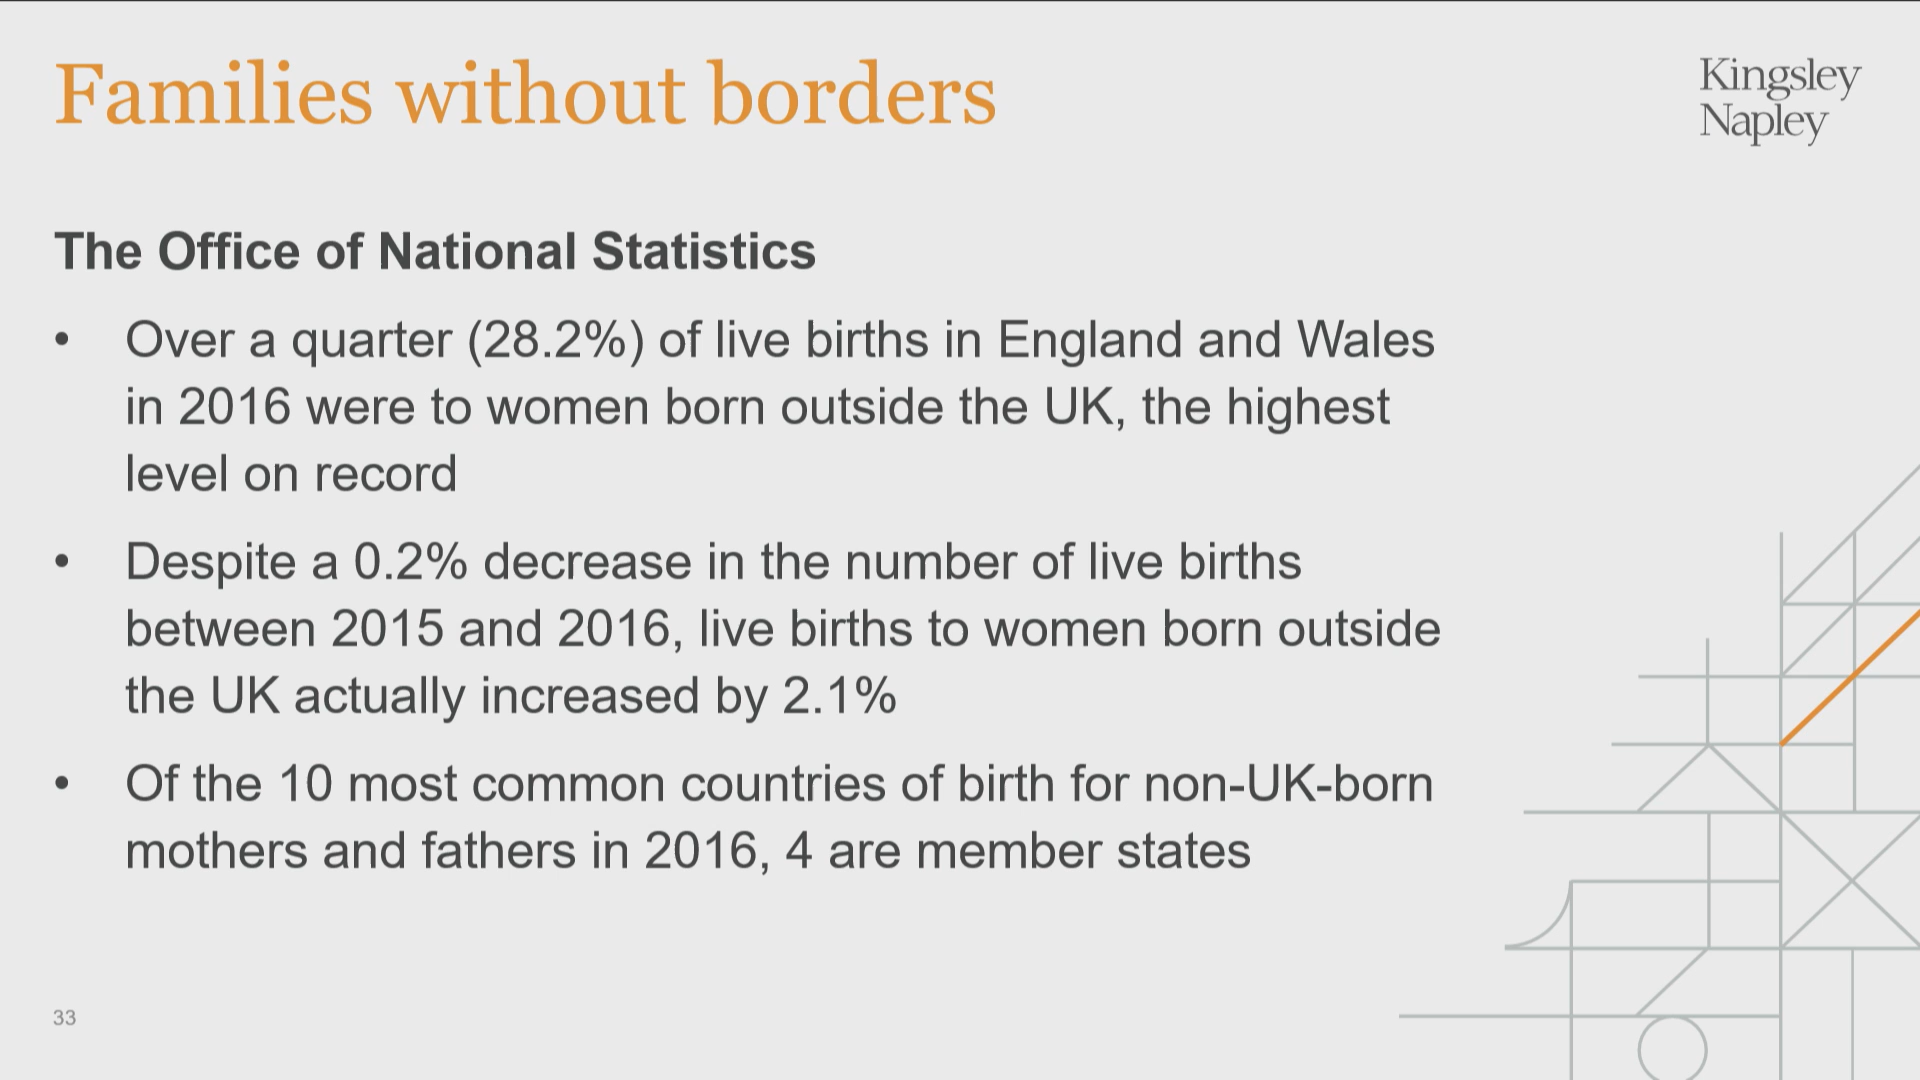 Families without borders
Kingsley
Napley
The Office of National Statistics
• Over a quarter (28.2%) of live births in England and Wales
in 2016 were to women born outside the UK, the highest
level on record
• Despite a 0.2% decrease in the number of live births
between 2015 and 2016, live births to women born outside
the UK actually increased by 2.1%
• Of the 10 most common countries of birth for non-UK-born
mothers and fathers in 2016, 4 are member states
33